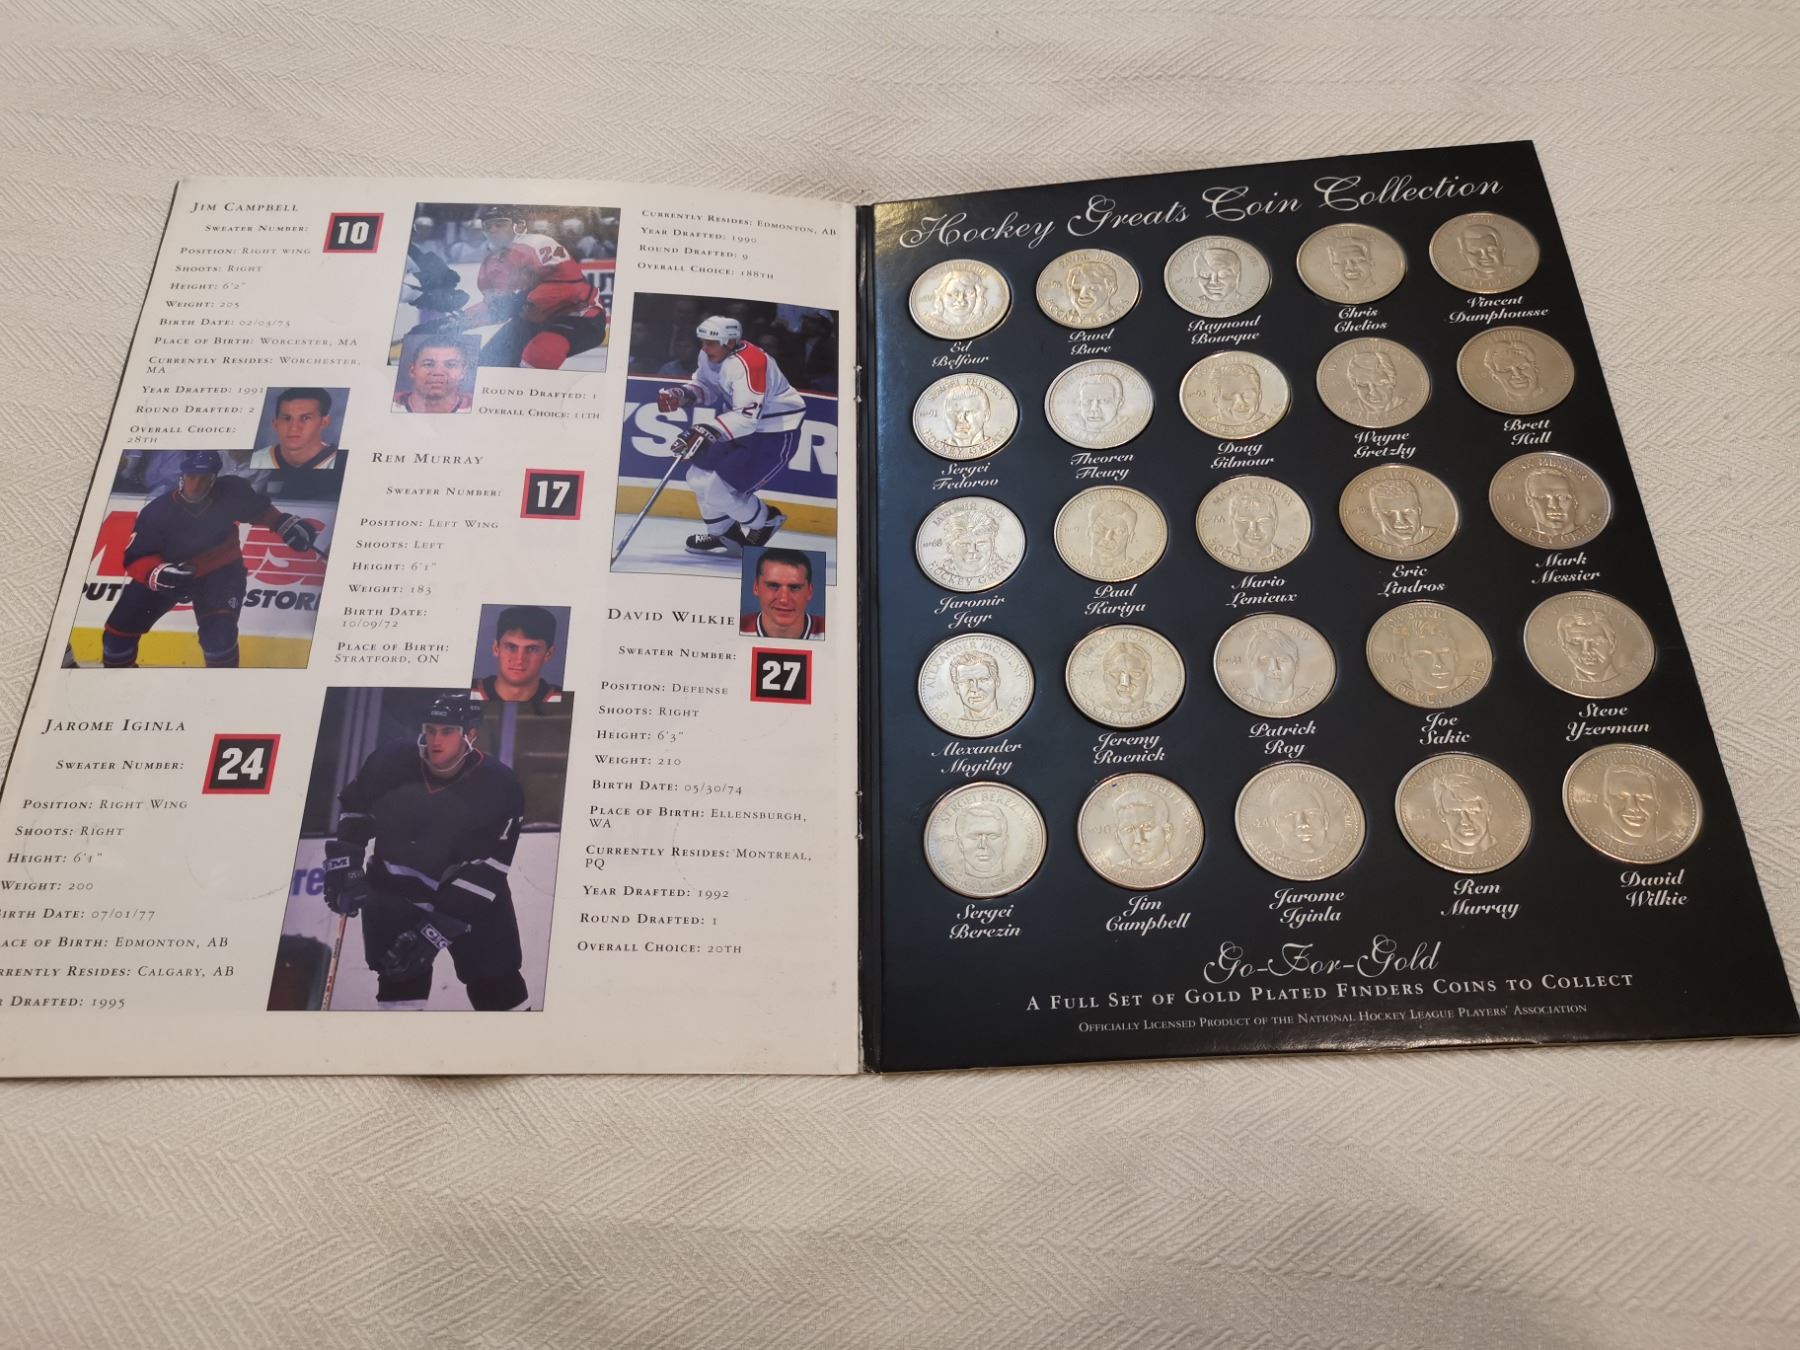 Jim Campbell
Sweater Number:
10
Position: Right wing
Shoots: Right
Height: 6'2"
Weight: 205
Birth Date: 02/03/73
Place of Birth: Worcester, MA
Currently Resides: Worchester,
MA
Year Drafted: 1991
Round Drafted: 2
Overall Choice:
28th
Jarome Iginla
Sweater Number:
24
Position: Right Wing
Shoots: Right
Height: 6'1"
Weight: 200
Birth Date: 07/01/77
Place of Birth: Edmonton, AB
Currently Resides: Calgary, AB
Drafted: 1995
24
Round Drafted: 1
Overall Choice: 11th
Rem Murray
Sweater Number:
17
Position: Left Wing
Shoots: Left
Height: 6'1"
Weight: 183
Birth Date:
10/09/72
Place of Birth:
Stratford, ON
Currently Resides: Edmonton, AB
Year Drafted: 1990
Round Drafted: 9
Overall Choice: 188th
David Wilkie
Sweater Number:
27
Position: Defense
Shoots: Right
Height: 6'3"
Weight: 210
Birth Date: 05/30/74
Place of Birth: Ellensburgh,
WA
Currently Resides: Montreal,
PQ
Year Drafted: 1992
Round Drafted: 1
Overall Choice: 20th
Hockey Greats Coin Collection
Ed
Belfour
Pavel
Bure
Raymond
Bourque
Chris
Chelios
Vincent
Damphousse
Sergei
Fedorov
Theoren
Fleury
Doug
Gilmour
Wayne
Gretzky
Brett
Hull
Jaromir
Jagr
Paul
Kariya
Mario
Lemieux
Eric
Lindros
Mark
Messier
Alexander
Mogilny
Jeremy
Roenick
Patrick
Roy
Joe
Sakic
Steve
Yzerman
Sergei
Berezin
Jim
Campbell
Jarome
Iginla
Rem
Murray
David
Wilkie
Go-For-Gold
A Full Set of Gold Plated Finders Coins to Collect
Officially Licensed Product of the National Hockey League Players' Association